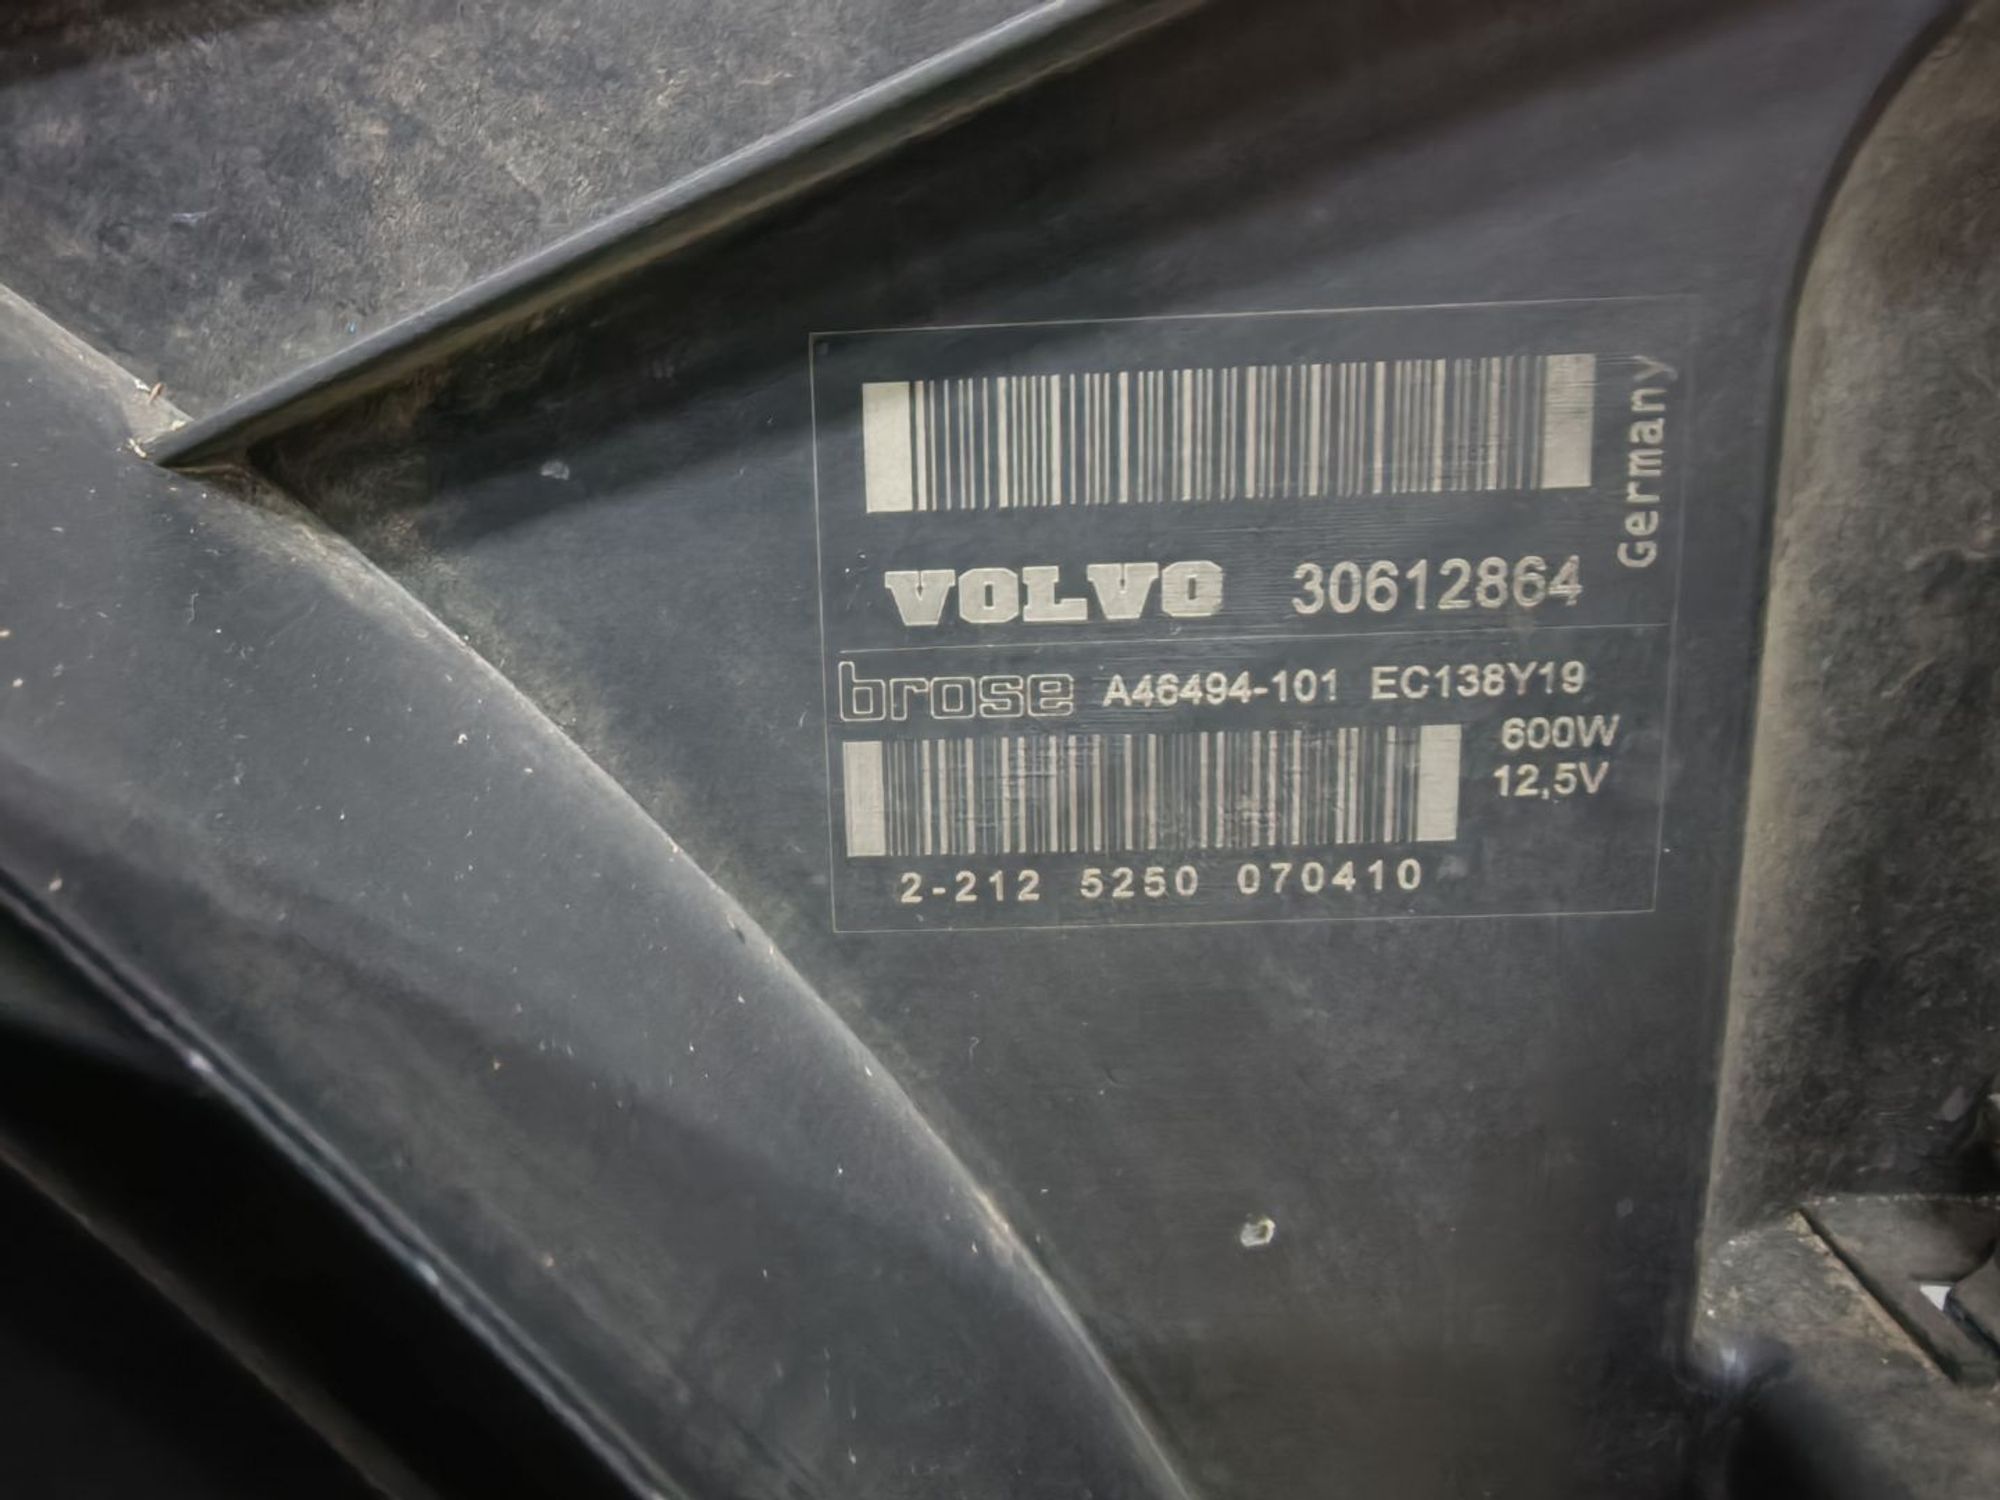 Germany
VOLVO 30612864
brose A46494-101 EC138Y19
600W
12,5V
2-212 5250 070410